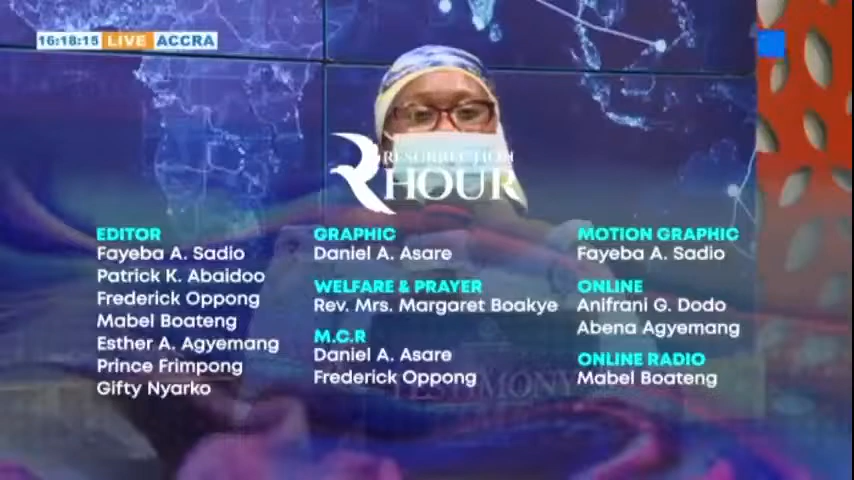 16:18:15 LIVE ACCRA
RESURRECTION
HOUR
EDITOR
Fayeba A. Sadio
Patrick K. Abaidoo
Frederick Oppong
Mabel Boateng
Esther A. Agyemang
Prince Frimpong
Gifty Nyarko
GRAPHIC
Daniel A. Asare
WELFARE & PRAYER
Rev. Mrs. Margaret Boakye
M.C.R
Daniel A. Asare
Frederick Oppong
MOTION GRAPHIC
Fayeba A. Sadio
ONLINE
Anifrani G. Dodo
Abena Agyemang
ONLINE RADIO
Mabel Boateng
TESTIMONY